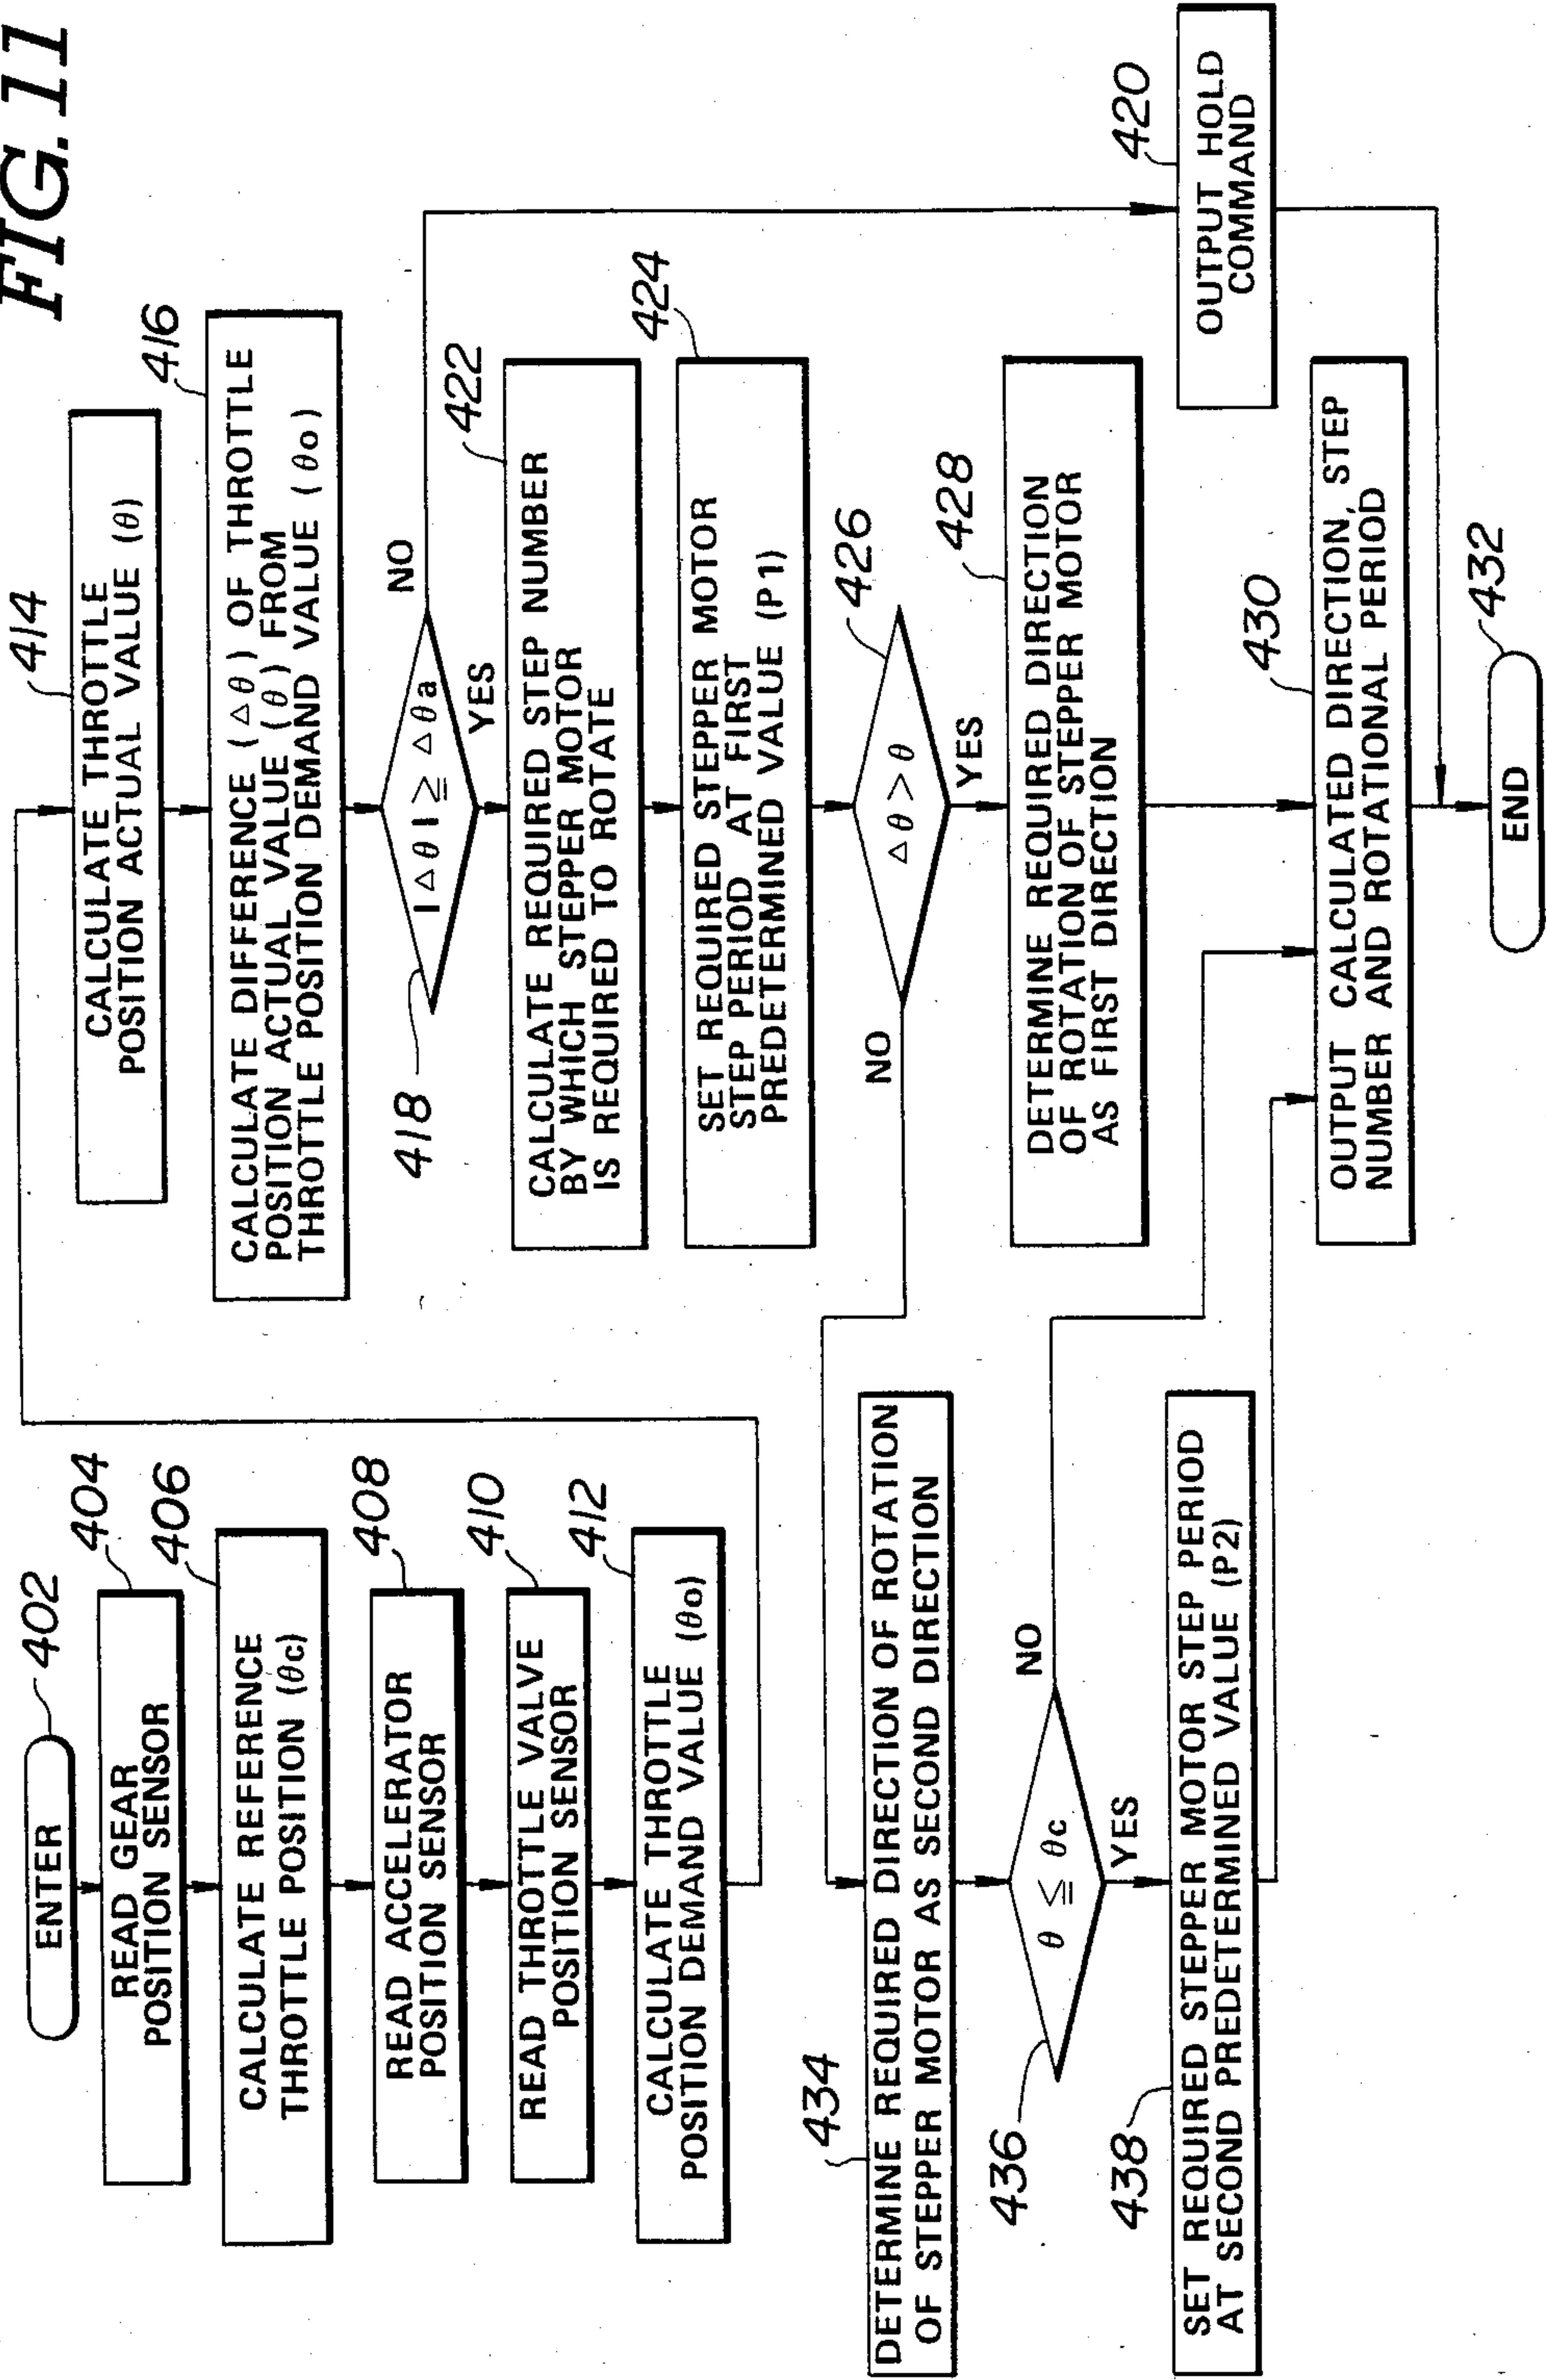 FIG.11
402
ENTER
404
READ GEAR
POSITION SENSOR
406
CALCULATE REFERENCE
THROTTLE POSITION (θc)
408
READ ACCELERATOR
POSITION SENSOR
410
READ THROTTLE VALVE
POSITION SENSOR
412
CALCULATE THROTTLE
POSITION DEMAND VALUE (θo)
414
CALCULATE THROTTLE
POSITION ACTUAL VALUE (θ)
416
CALCULATE DIFFERENCE (△θ) OF THROTTLE
POSITION ACTUAL VALUE (θ) FROM
THROTTLE POSITION DEMAND VALUE (θo)
418
|△θ| ≧ △θa
NO
YES
420
OUTPUT HOLD
COMMAND
422
CALCULATE REQUIRED STEP NUMBER
BY WHICH STEPPER MOTOR
IS REQUIRED TO ROTATE
424
SET REQUIRED STEPPER MOTOR
STEP PERIOD AT FIRST
PREDETERMINED VALUE (P1)
426
△θ > θ
NO
YES
428
DETERMINE REQUIRED DIRECTION
OF ROTATION OF STEPPER MOTOR
AS FIRST DIRECTION
430
OUTPUT CALCULATED DIRECTION, STEP
NUMBER AND ROTATIONAL PERIOD
432
END
434
DETERMINE REQUIRED DIRECTION OF ROTATION
OF STEPPER MOTOR AS SECOND DIRECTION
436
θ ≦ θc
NO
YES
438
SET REQUIRED STEPPER MOTOR STEP PERIOD
AT SECOND PREDETERMINED VALUE (P2)